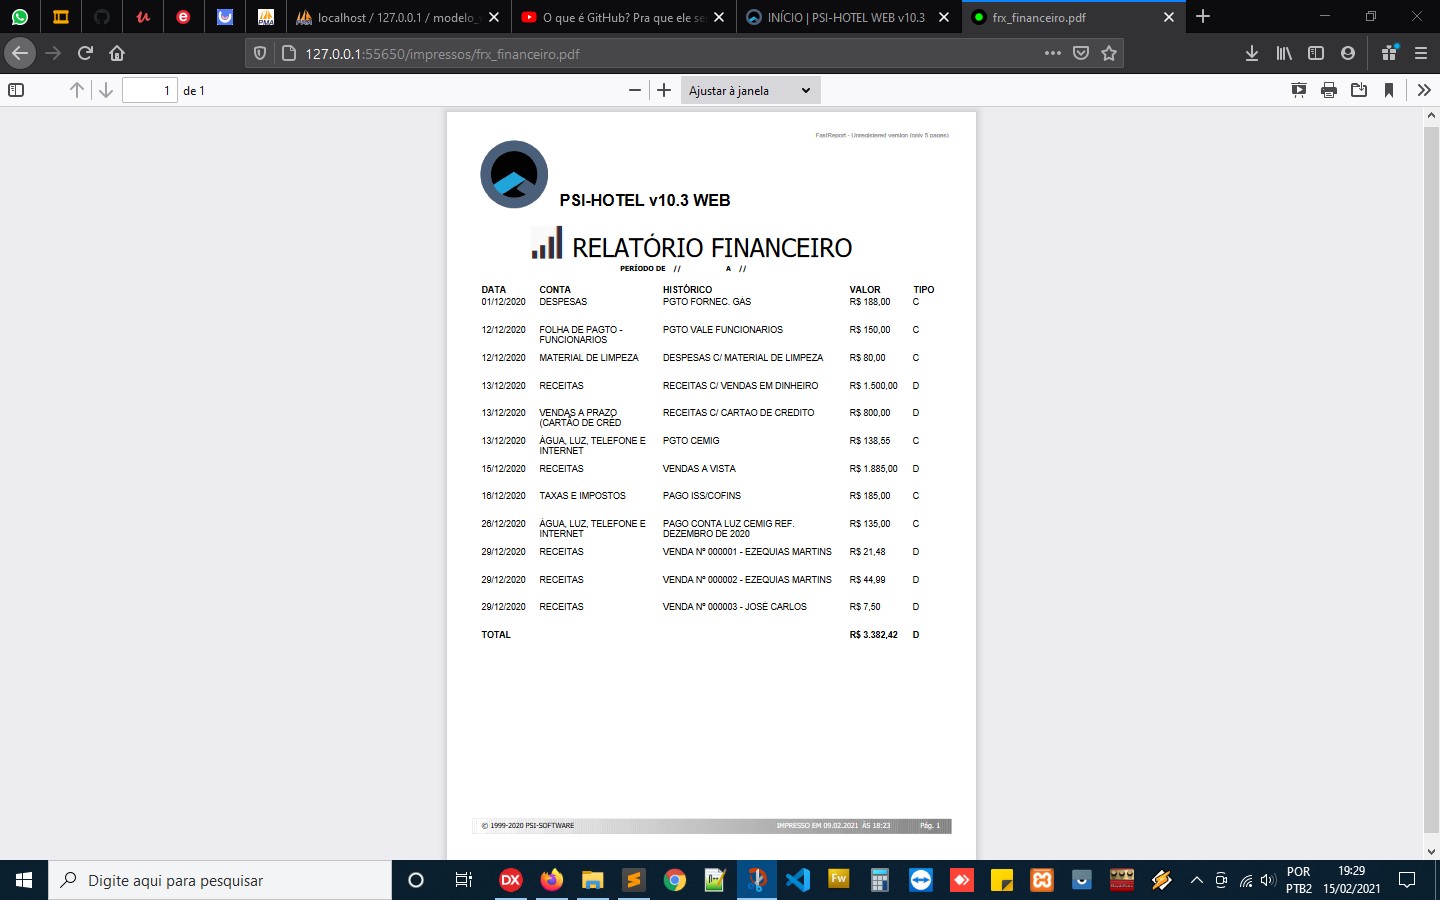 localhost / 127.0.0.1 / modelo_
O que é GitHub? Pra que ele se
INÍCIO | PSI-HOTEL WEB v10.3
frx_financeiro.pdf
127.0.0.1:55650/impressos/frx_financeiro.pdf
1 de 1
Ajustar à janela
FastReport - Unregistered version (only 5 pages)
PSI-HOTEL v10.3 WEB
RELATÓRIO FINANCEIRO
PERÍODO DE // A //
DATA CONTA HISTÓRICO VALOR TIPO
01/12/2020 DESPESAS PGTO FORNEC. GÁS R$ 188,00 C
12/12/2020 FOLHA DE PAGTO - PGTO VALE FUNCIONARIOS R$ 150,00 C
FUNCIONARIOS
12/12/2020 MATERIAL DE LIMPEZA DESPESAS C/ MATERIAL DE LIMPEZA R$ 80,00 C
13/12/2020 RECEITAS RECEITAS C/ VENDAS EM DINHEIRO R$ 1.500,00 D
13/12/2020 VENDAS A PRAZO RECEITAS C/ CARTAO DE CREDITO R$ 800,00 D
(CARTÃO DE CRÉD
13/12/2020 ÁGUA, LUZ, TELEFONE E PGTO CEMIG R$ 138,55 C
INTERNET
15/12/2020 RECEITAS VENDAS A VISTA R$ 1.885,00 D
16/12/2020 TAXAS E IMPOSTOS PAGO ISS/COFINS R$ 185,00 C
26/12/2020 ÁGUA, LUZ, TELEFONE E PAGO CONTA LUZ CEMIG REF. R$ 135,00 C
INTERNET DEZEMBRO DE 2020
29/12/2020 RECEITAS VENDA Nº 000001 - EZEQUIAS MARTINS R$ 21,48 D
29/12/2020 RECEITAS VENDA Nº 000002 - EZEQUIAS MARTINS R$ 44,99 D
29/12/2020 RECEITAS VENDA Nº 000003 - JOSÉ CARLOS R$ 7,50 D
TOTAL R$ 3.382,42 D
© 1999-2020 PSI-SOFTWARE IMPRESSO EM 09.02.2021 ÀS 18:23 Pág. 1
Digite aqui para pesquisar
DX
Fw
POR
PTB2
19:29
15/02/2021